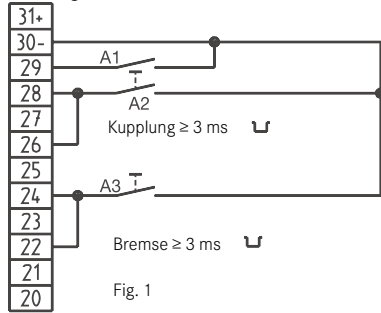 31+
30-
29
A1
28
A2
27
Kupplung ≥ 3 ms
26
25
24
A3
23
22
Bremse ≥ 3 ms
21
Fig. 1
20